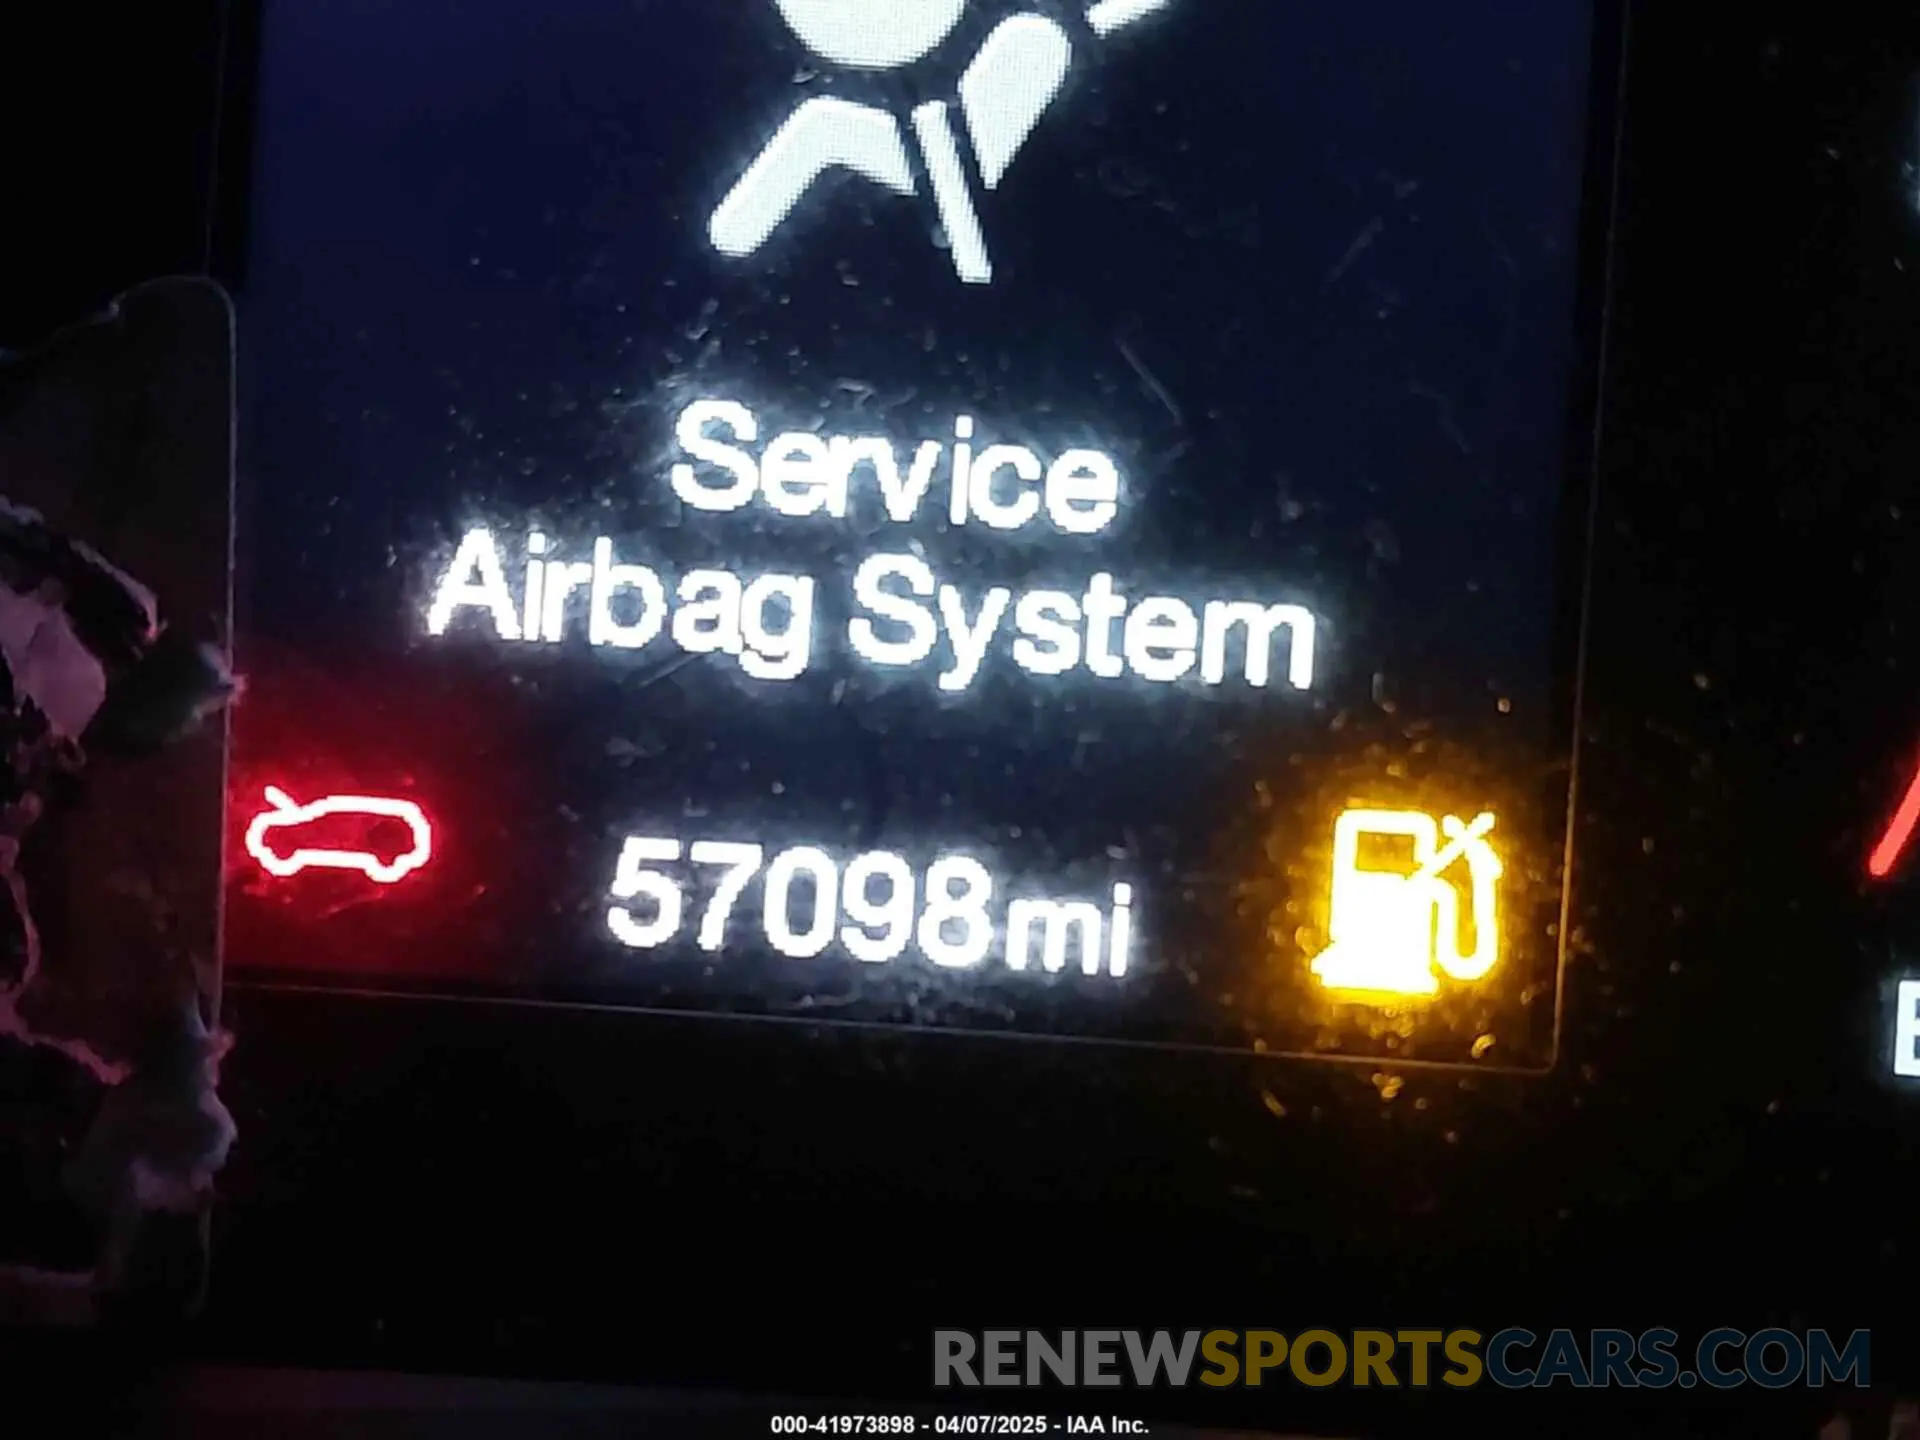 Service
Airbag System
57098 mi
E
RENEWSPORTSCARS.COM
000-41973898 - 04/07/2025 - IAA Inc.